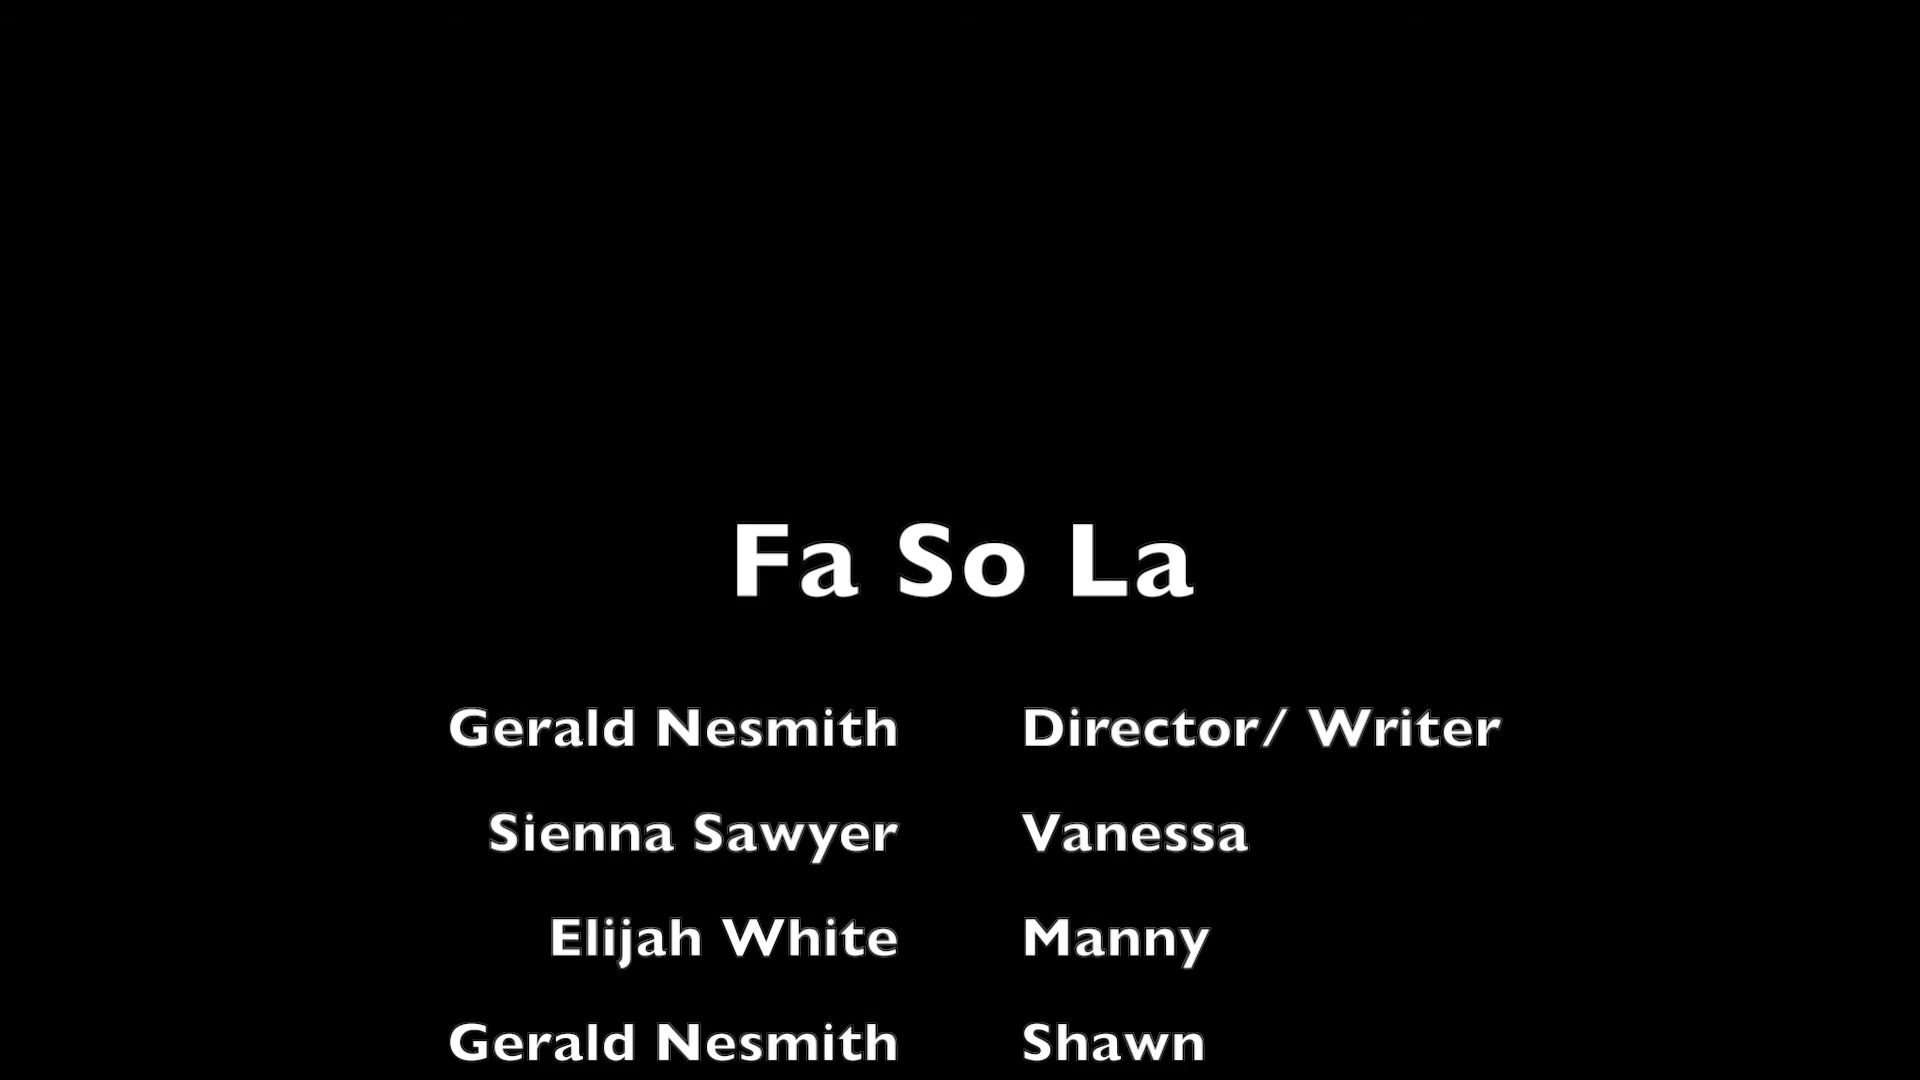 Fa So La
Gerald Nesmith Director/ Writer
Sienna Sawyer Vanessa
Elijah White Manny
Gerald Nesmith Shawn